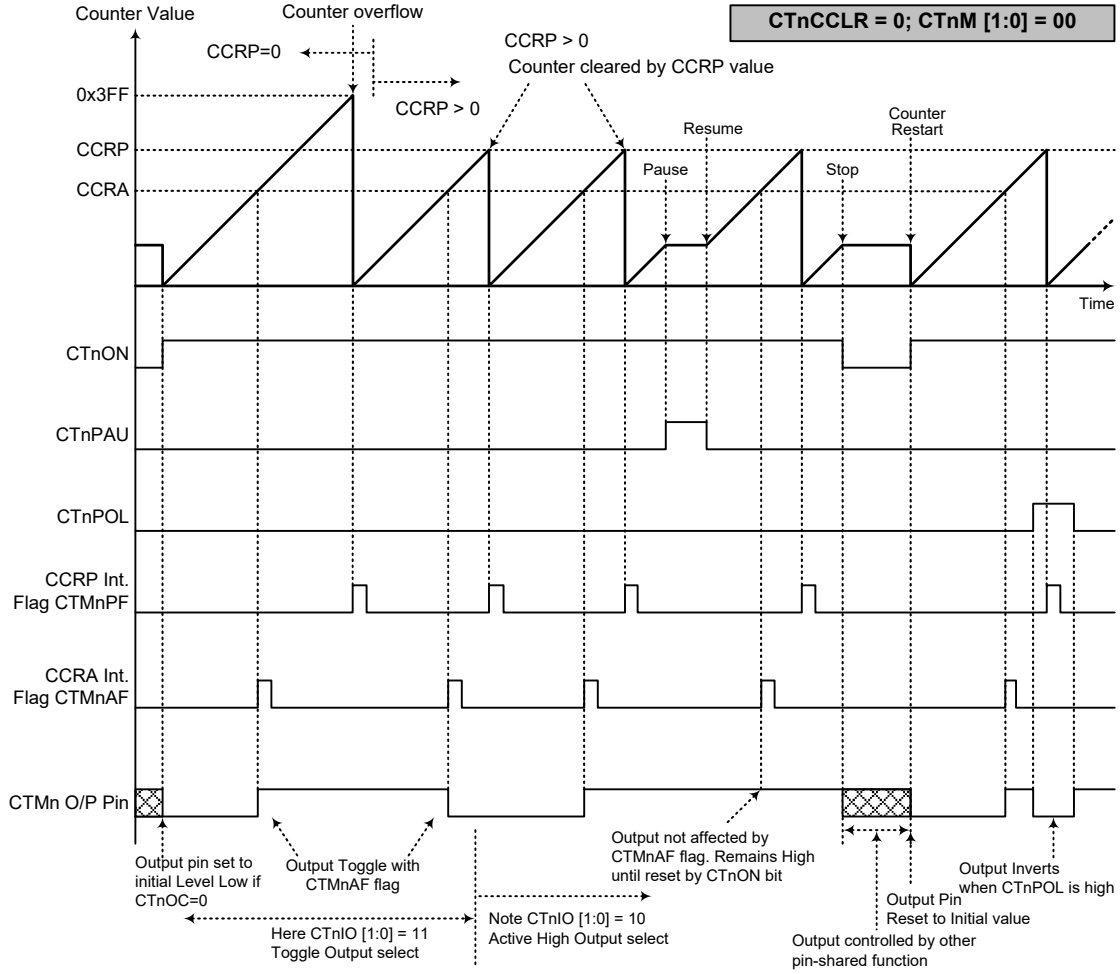 Counter Value
Counter overflow
CTnCCLR = 0; CTnM [1:0] = 00
CCRP=0
CCRP > 0
CCRP > 0
Counter cleared by CCRP value
0x3FF
CCRP
CCRA
Pause
Resume
Stop
Counter
Restart
Time
CTnON
CTnPAU
CTnPOL
CCRP Int.
Flag CTMnPF
CCRA Int.
Flag CTMnAF
CTMn O/P Pin
Output pin set to
initial Level Low if
CTnOC=0
Output Toggle with
CTMnAF flag
Here CTnIO [1:0] = 11
Toggle Output select
Note CTnIO [1:0] = 10
Active High Output select
Output not affected by
CTMnAF flag. Remains High
until reset by CTnON bit
Output controlled by other
pin-shared function
Output Pin
Reset to Initial value
Output Inverts
when CTnPOL is high